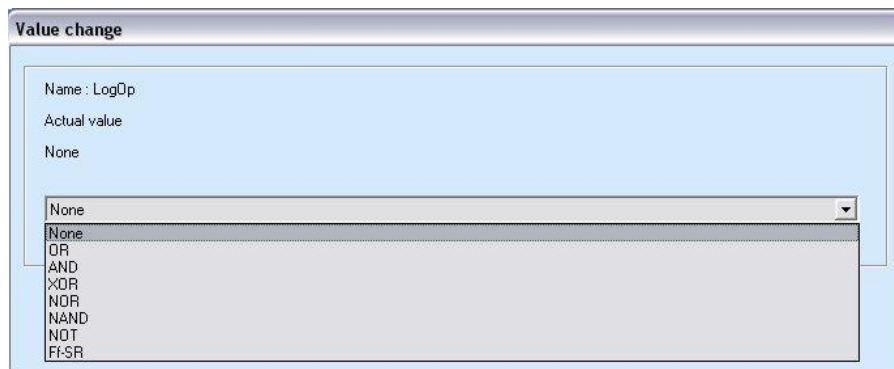 Value change
Name : LogOp
Actual value
None
None
None
OR
AND
XOR
NOR
NAND
NOT
Ff-SR